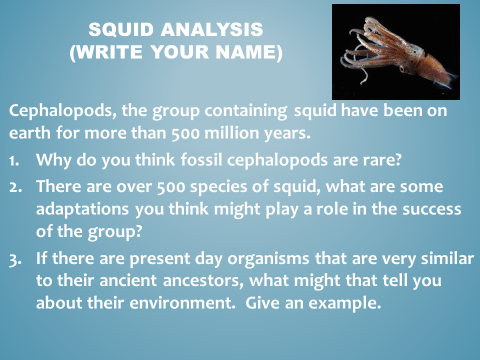 SQUID ANALYSIS
(WRITE YOUR NAME)
Cephalopods, the group containing squid have been on
earth for more than 500 million years.
1. Why do you think fossil cephalopods are rare?
2. There are over 500 species of squid, what are some
adaptations you think might play a role in the success
of the group?
3. If there are present day organisms that are very similar
to their ancient ancestors, what might that tell you
about their environment. Give an example.